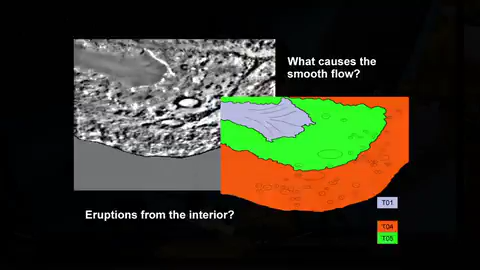 What causes the
smooth flow?
Eruptions from the interior?
T01
T04
T05